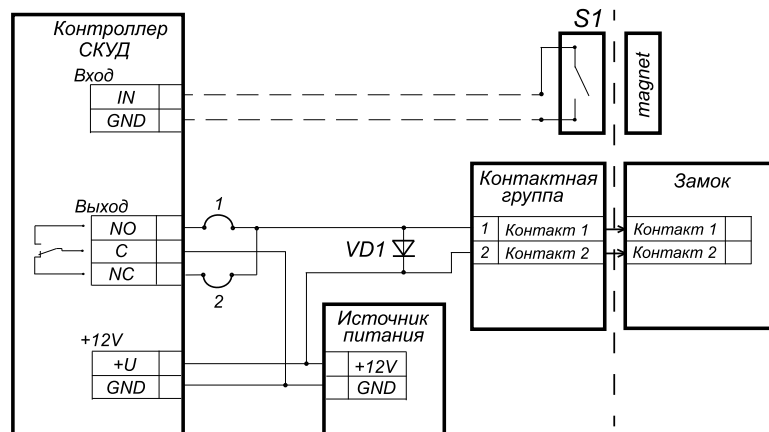 Контроллер
СКУД
Вход
IN
GND
S1
magnet
Выход
NO
C
NC
1
2
VD1
Контактная
группа
1 Контакт 1
2 Контакт 2
Замок
Контакт 1
Контакт 2
+12V
+U
GND
Источник
питания
+12V
GND